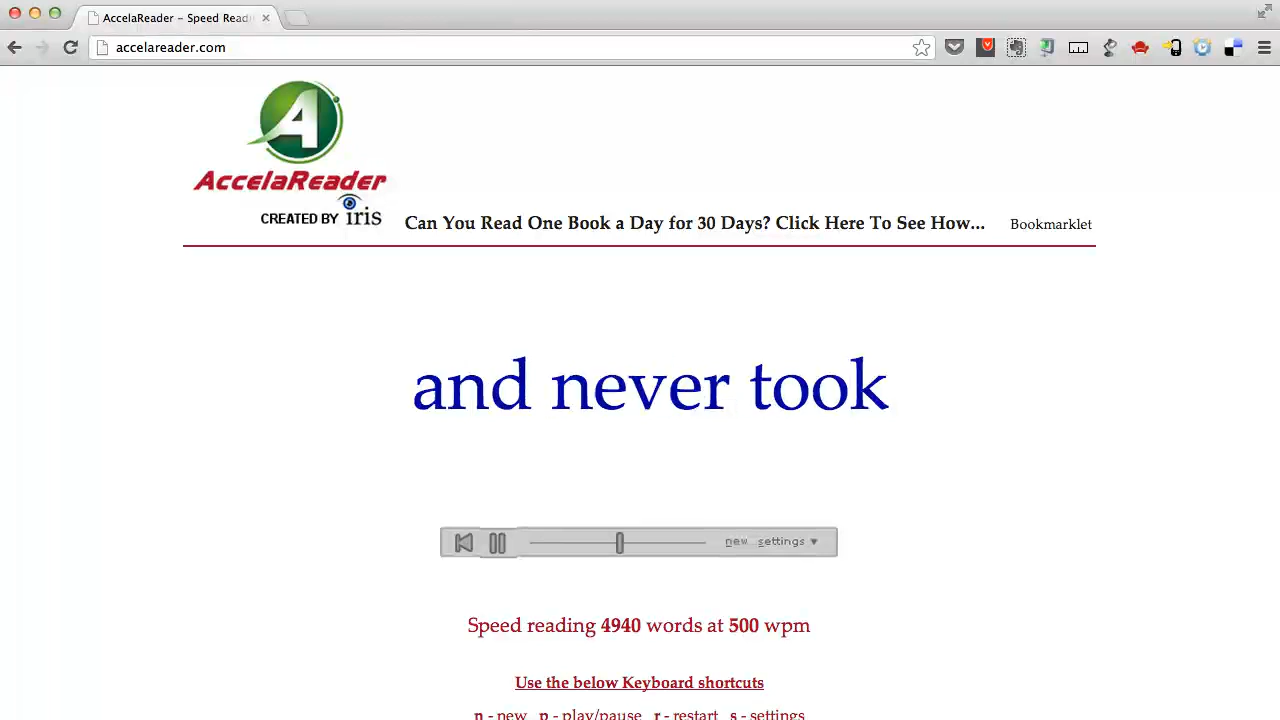 AccelaReader - Speed Read
accelareader.com
A
AccelaReader
CREATED BY iris
Can You Read One Book a Day for 30 Days? Click Here To See How...
Bookmarklet
and never took
new settings ▼
Speed reading 4940 words at 500 wpm
Use the below Keyboard shortcuts
n - new p - play/pause r - restart s - settings